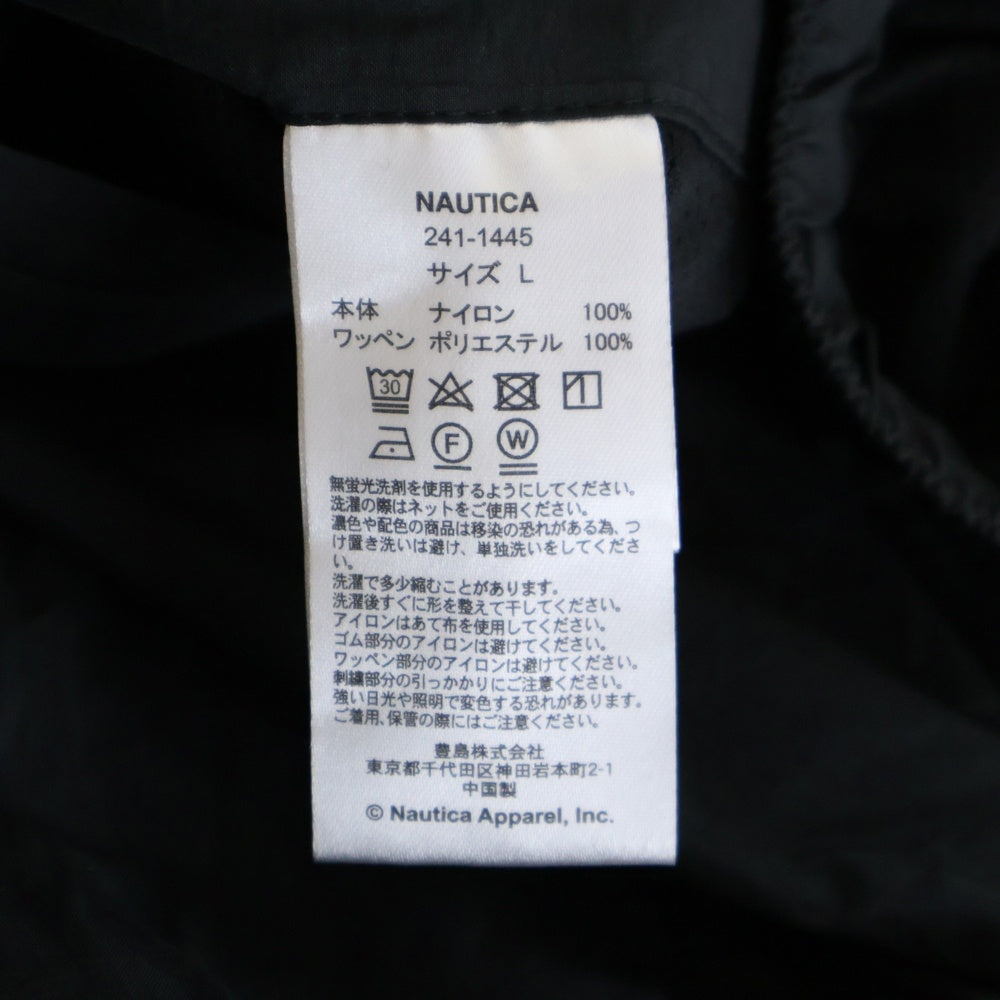 NAUTICA
241-1445
サイズ L
本体 ナイロン 100%
ワッペン ポリエステル 100%
30
F W
無蛍光洗剤を使用するようにしてください。
洗濯の際はネットをご使用ください。
濃色や配色の商品は移染の恐れがある為、つ
け置き洗いは避け、単独洗いをしてくださ
い。
洗濯で多少縮むことがあります。
洗濯後すぐに形を整えて干してください。
アイロンはあて布を使用してください。
ゴム部分のアイロンは避けてください。
ワッペン部分のアイロンは避けてください。
刺繍部分の引っかかりにご注意ください。
強い日光や照明で変色する恐れがあります。
ご着用、保管の際にはご注意ください。
豊島株式会社
東京都千代田区神田岩本町2-1
中国製
© Nautica Apparel, Inc.